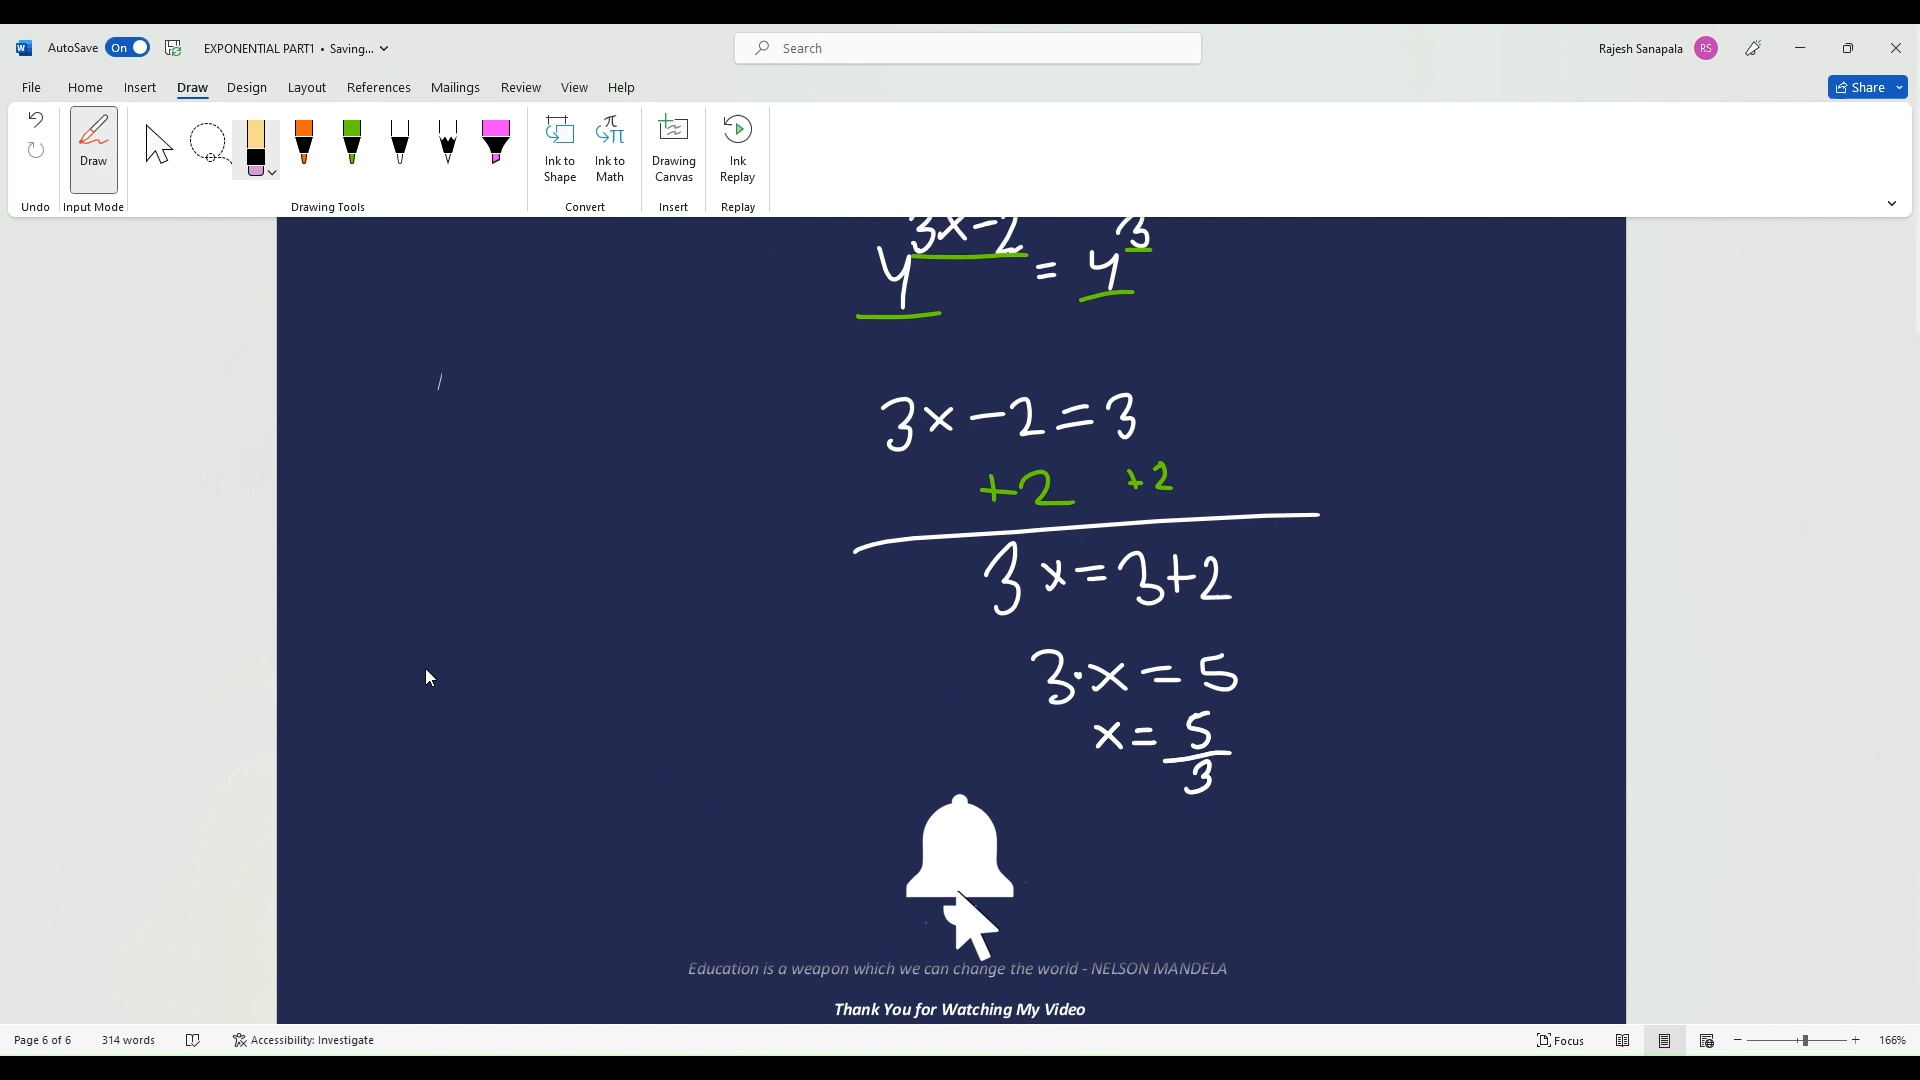 AutoSave On EXPONENTIAL PART1 • Saving... Search Rajesh Sanapala RS
File Home Insert Draw Design Layout References Mailings Review View Help Share
Draw
Ink to Shape
Ink to Math
Drawing Canvas
Ink Replay
Undo Input Mode Drawing Tools Convert Insert Replay
4^{3x-2} = 4^3
3x-2=3
+2 +2
3x=3+2
3·x=5
x=5/3
Education is a weapon which we can change the world - NELSON MANDELA
Thank You for Watching My Video
Page 6 of 6 314 words Accessibility: Investigate Focus 166%